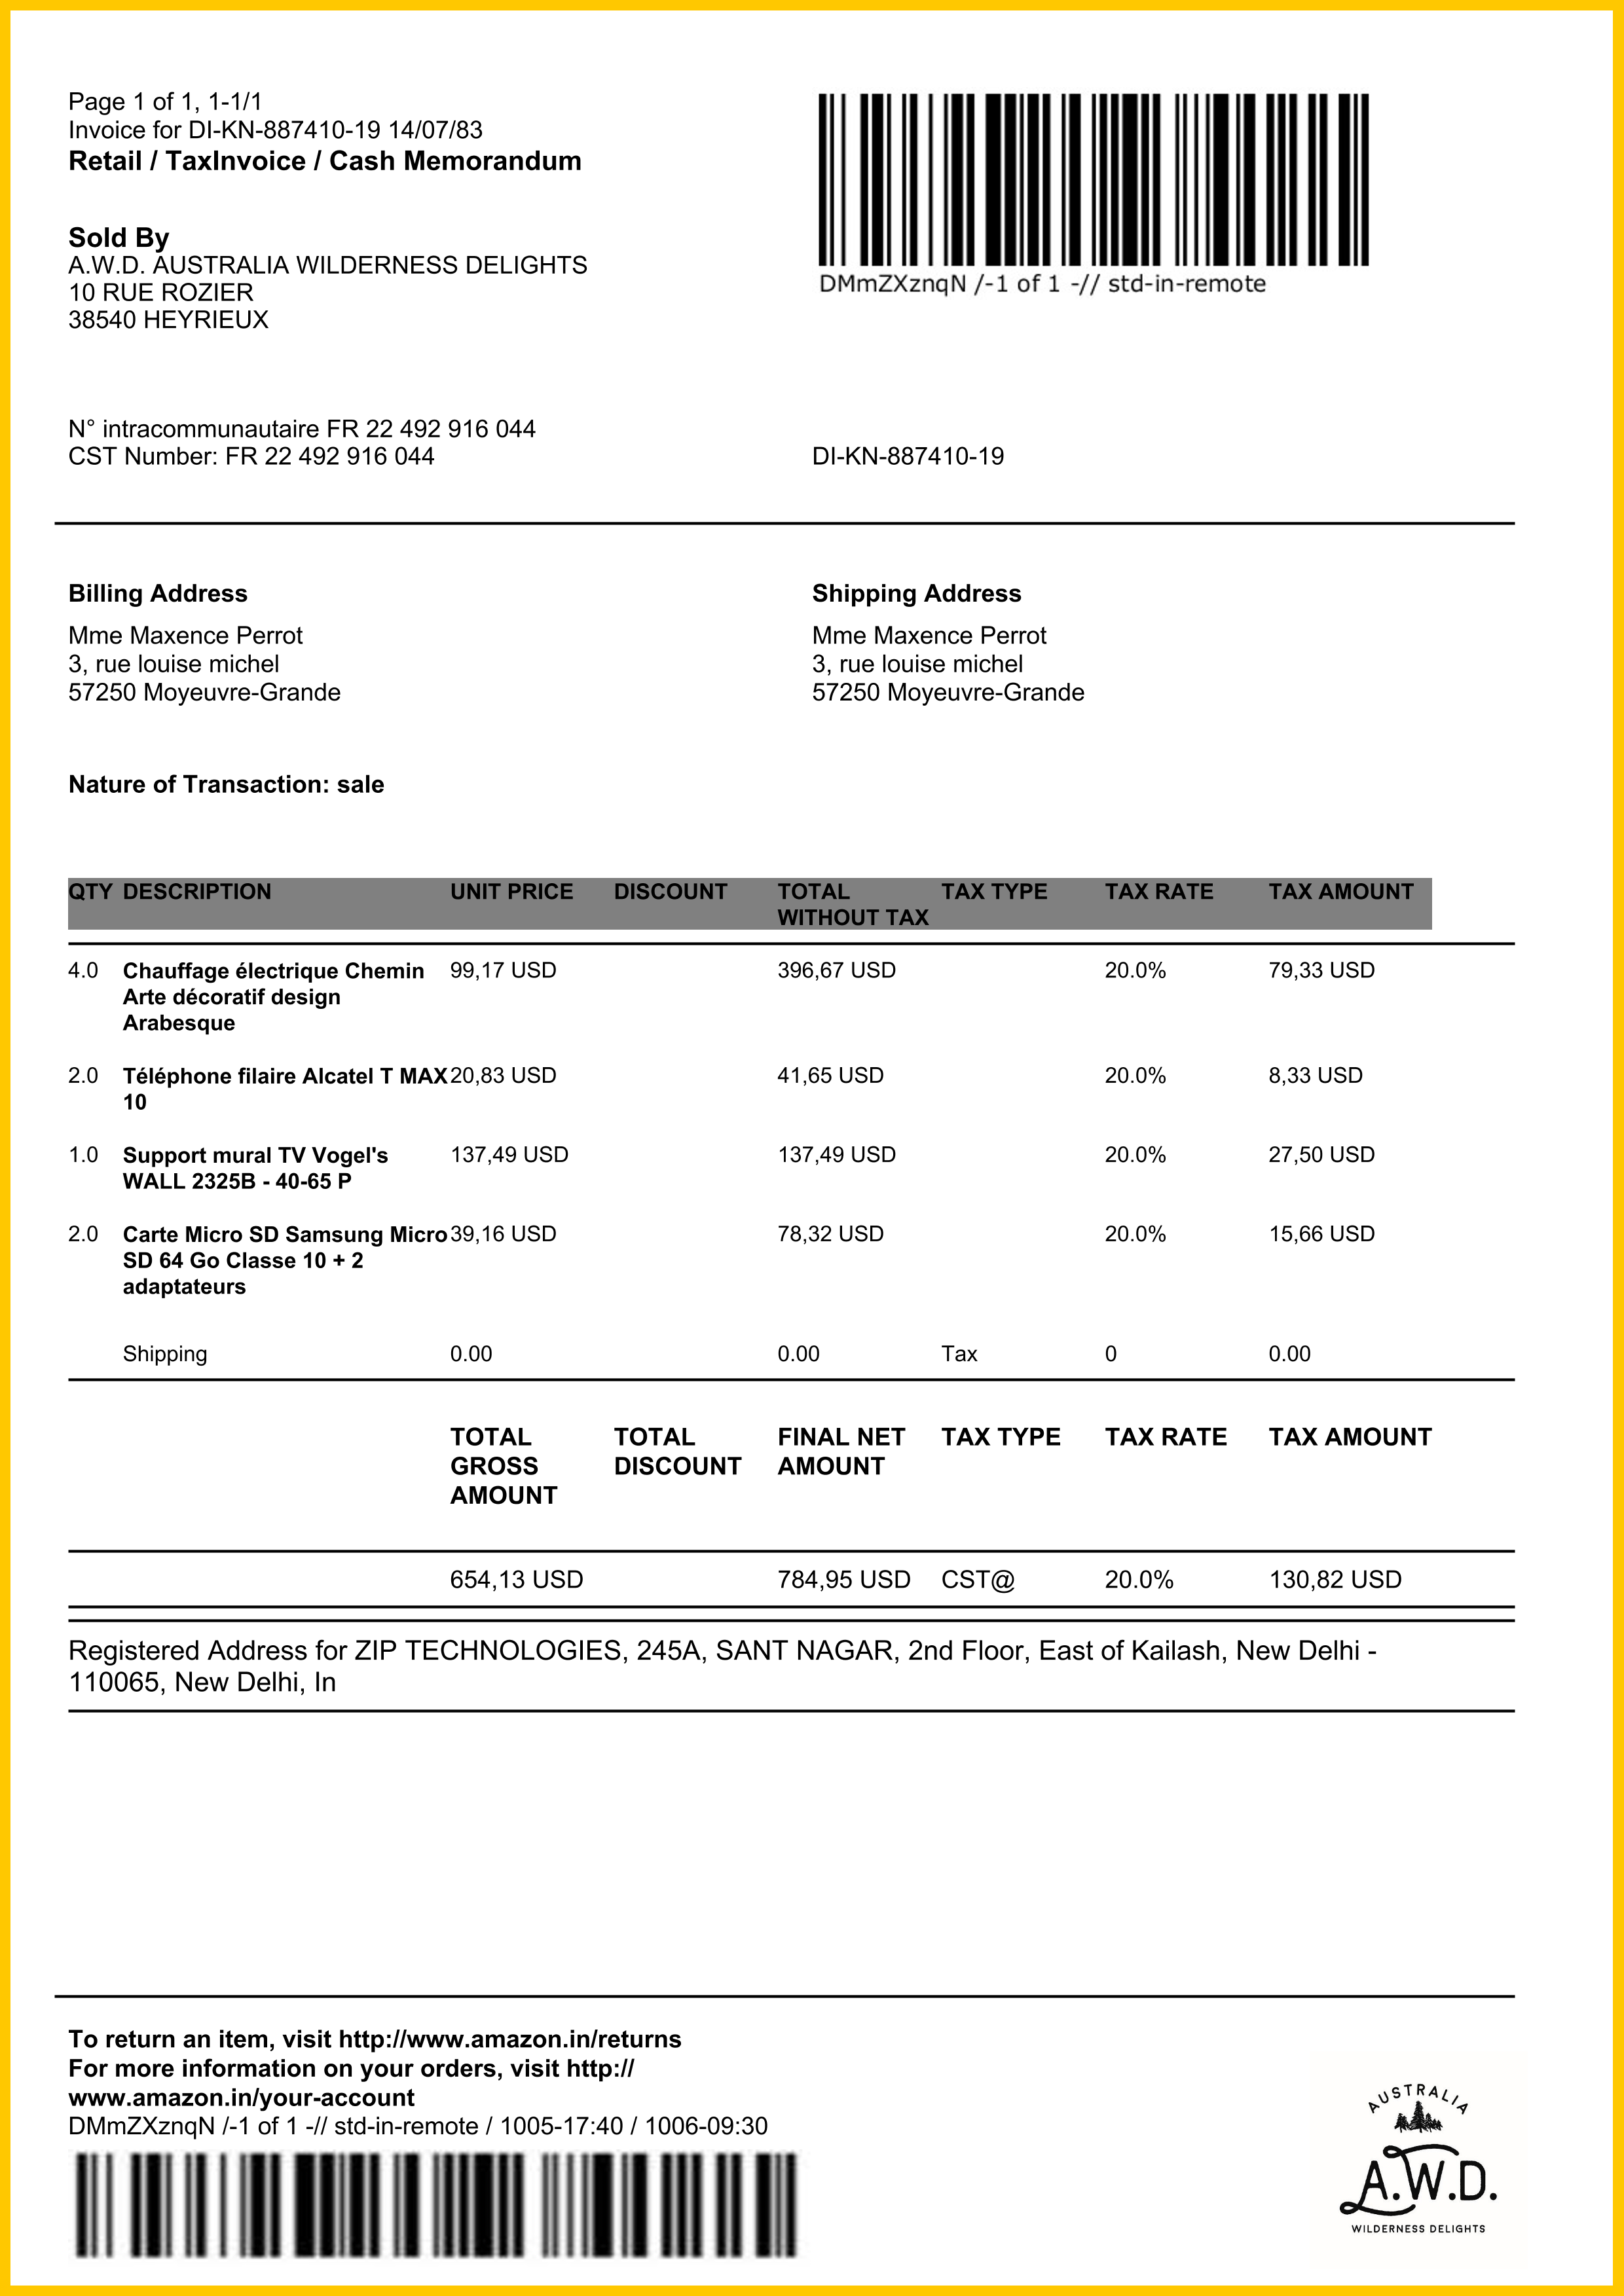 Page 1 of 1, 1-1/1
Invoice for DI-KN-887410-19 14/07/83
Retail / TaxInvoice / Cash Memorandum
DMmZXznqN /-1 of 1 -// std-in-remote
Sold By
A.W.D. AUSTRALIA WILDERNESS DELIGHTS
10 RUE ROZIER
38540 HEYRIEUX
N° intracommunautaire FR 22 492 916 044
CST Number: FR 22 492 916 044 DI-KN-887410-19
Billing Address
Mme Maxence Perrot
3, rue louise michel
57250 Moyeuvre-Grande
Shipping Address
Mme Maxence Perrot
3, rue louise michel
57250 Moyeuvre-Grande
Nature of Transaction: sale
QTY DESCRIPTION UNIT PRICE DISCOUNT TOTAL TAX TYPE TAX RATE TAX AMOUNT
WITHOUT TAX
4.0 Chauffage électrique Chemin 99,17 USD 396,67 USD 20.0% 79,33 USD
Arte décoratif design
Arabesque
2.0 Téléphone filaire Alcatel T MAX 20,83 USD 41,65 USD 20.0% 8,33 USD
10
1.0 Support mural TV Vogel's 137,49 USD 137,49 USD 20.0% 27,50 USD
WALL 2325B - 40-65 P
2.0 Carte Micro SD Samsung Micro 39,16 USD 78,32 USD 20.0% 15,66 USD
SD 64 Go Classe 10 + 2
adaptateurs
Shipping 0.00 0.00 Tax 0 0.00
TOTAL TOTAL FINAL NET TAX TYPE TAX RATE TAX AMOUNT
GROSS DISCOUNT AMOUNT
AMOUNT
654,13 USD 784,95 USD CST@ 20.0% 130,82 USD
Registered Address for ZIP TECHNOLOGIES, 245A, SANT NAGAR, 2nd Floor, East of Kailash, New Delhi -
110065, New Delhi, In
To return an item, visit http://www.amazon.in/returns
For more information on your orders, visit http://
www.amazon.in/your-account
DMmZXznqN /-1 of 1 -// std-in-remote / 1005-17:40 / 1006-09:30
AUSTRALIA
A.W.D.
WILDERNESS DELIGHTS